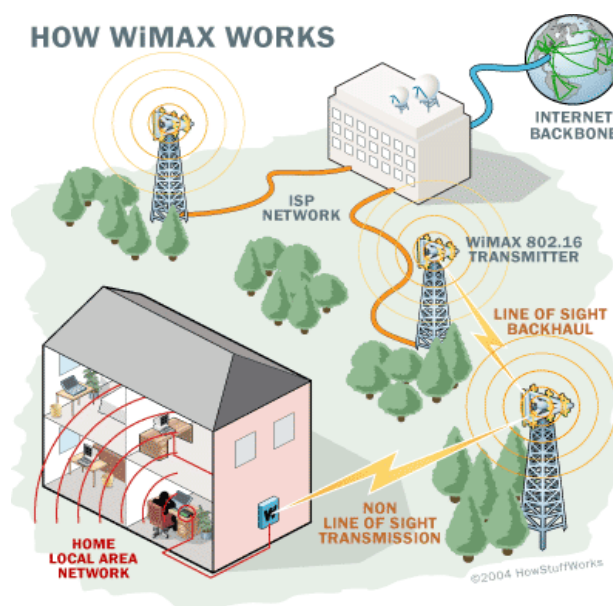 HOW WiMAX WORKS
INTERNET
BACKBONE
ISP
NETWORK
WiMAX 802.16
TRANSMITTER
LINE OF SIGHT
BACKHAUL
NON
LINE OF SIGHT
TRANSMISSION
HOME
LOCAL AREA
NETWORK
©2004 HowStuffWorks